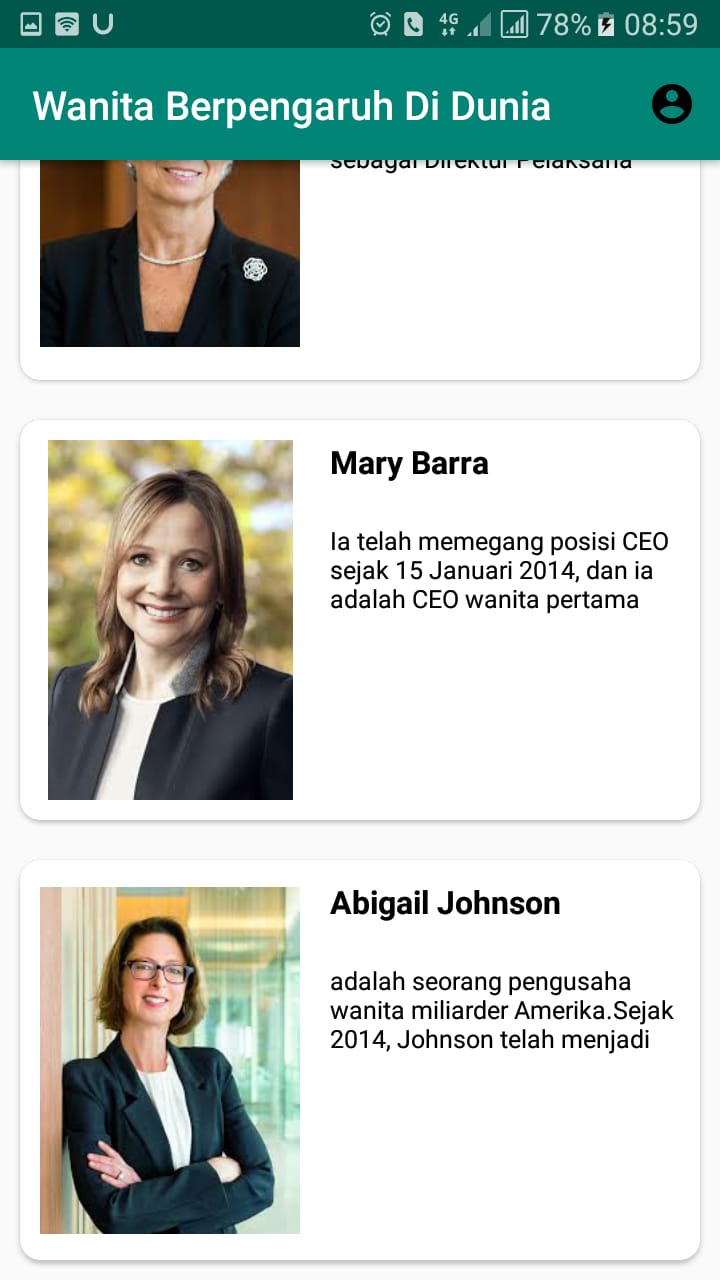 4G 78% 08:59
Wanita Berpengaruh Di Dunia
sebagai Direktur Pelaksana
Mary Barra
Ia telah memegang posisi CEO
sejak 15 Januari 2014, dan ia
adalah CEO wanita pertama
Abigail Johnson
adalah seorang pengusaha
wanita miliarder Amerika.Sejak
2014, Johnson telah menjadi